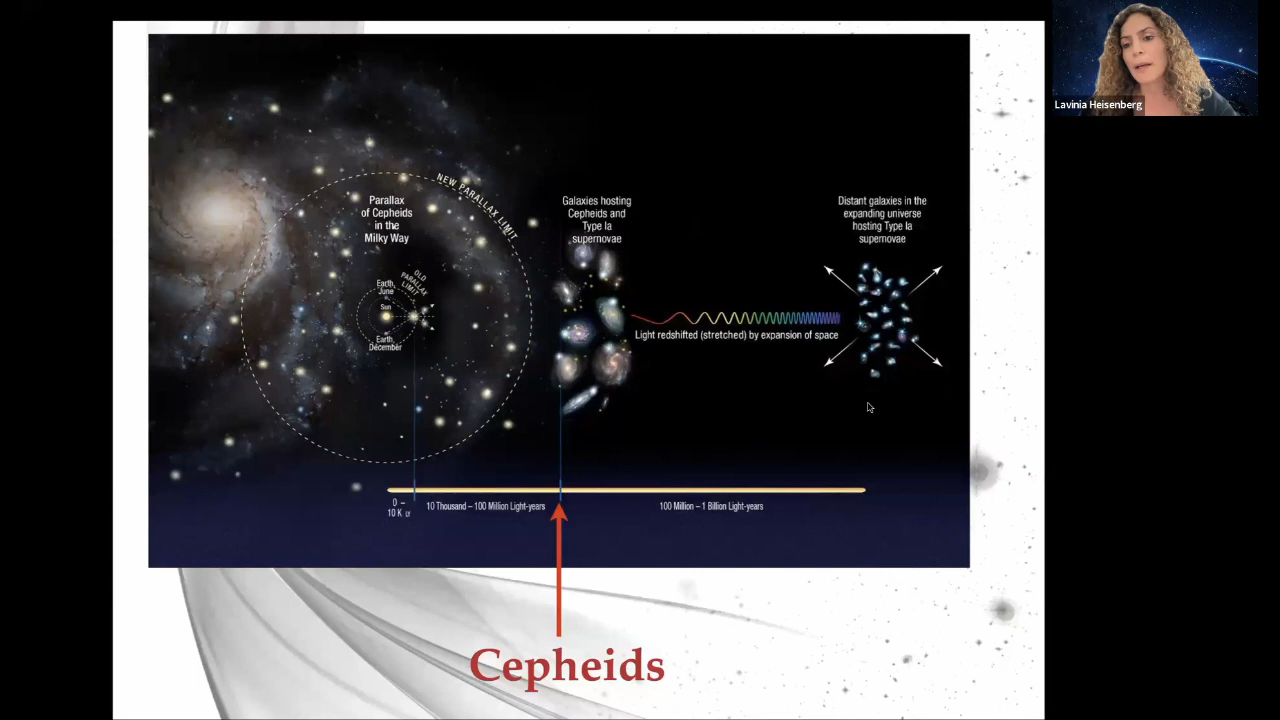 Lavinia Heisenberg
NEW PARALLAX LIMIT
Parallax
of Cepheids
in the
Milky Way
Galaxies hosting
Cepheids and
Type Ia
supernovae
Distant galaxies in the
expanding universe
hosting Type Ia
supernovae
OLD
PARALLAX
LIMIT
Earth,
June
Sun
Earth,
December
Light redshifted (stretched) by expansion of space
0 –
10 K
10 Thousand – 100 Million Light-years
100 Million – 1 Billion Light-years
Cepheids